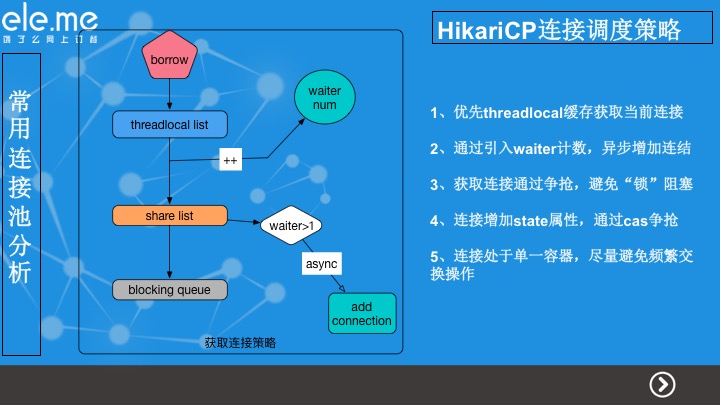 ele.me
饿了么网上订餐
HikariCP连接调度策略
常用连接池分析
borrow
threadlocal list
waiter
num
++
share list
waiter>1
async
blocking queue
add
connection
获取连接策略
1、优先threadlocal缓存获取当前连接
2、通过引入waiter计数，异步增加连结
3、获取连接通过争抢，避免“锁”阻塞
4、连接增加state属性，通过cas争抢
5、连接处于单一容器，尽量避免频繁交
换操作